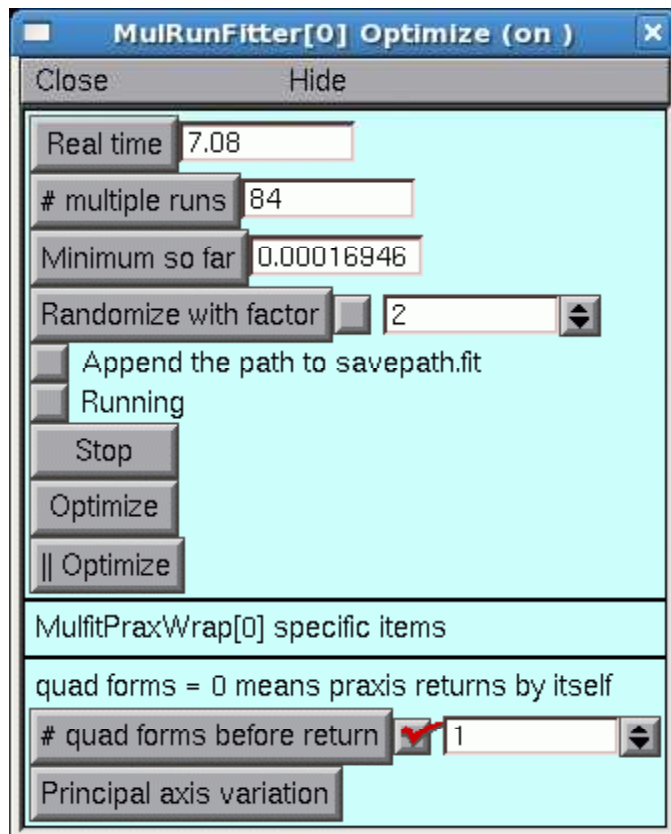 MulRunFitter[0] Optimize (on )
Close Hide
Real time 7.08
# multiple runs 84
Minimum so far 0.00016946
Randomize with factor 2
Append the path to savepath.fit
Running
Stop
Optimize
|| Optimize
MulfitPraxWrap[0] specific items
quad forms = 0 means praxis returns by itself
# quad forms before return 1
Principal axis variation